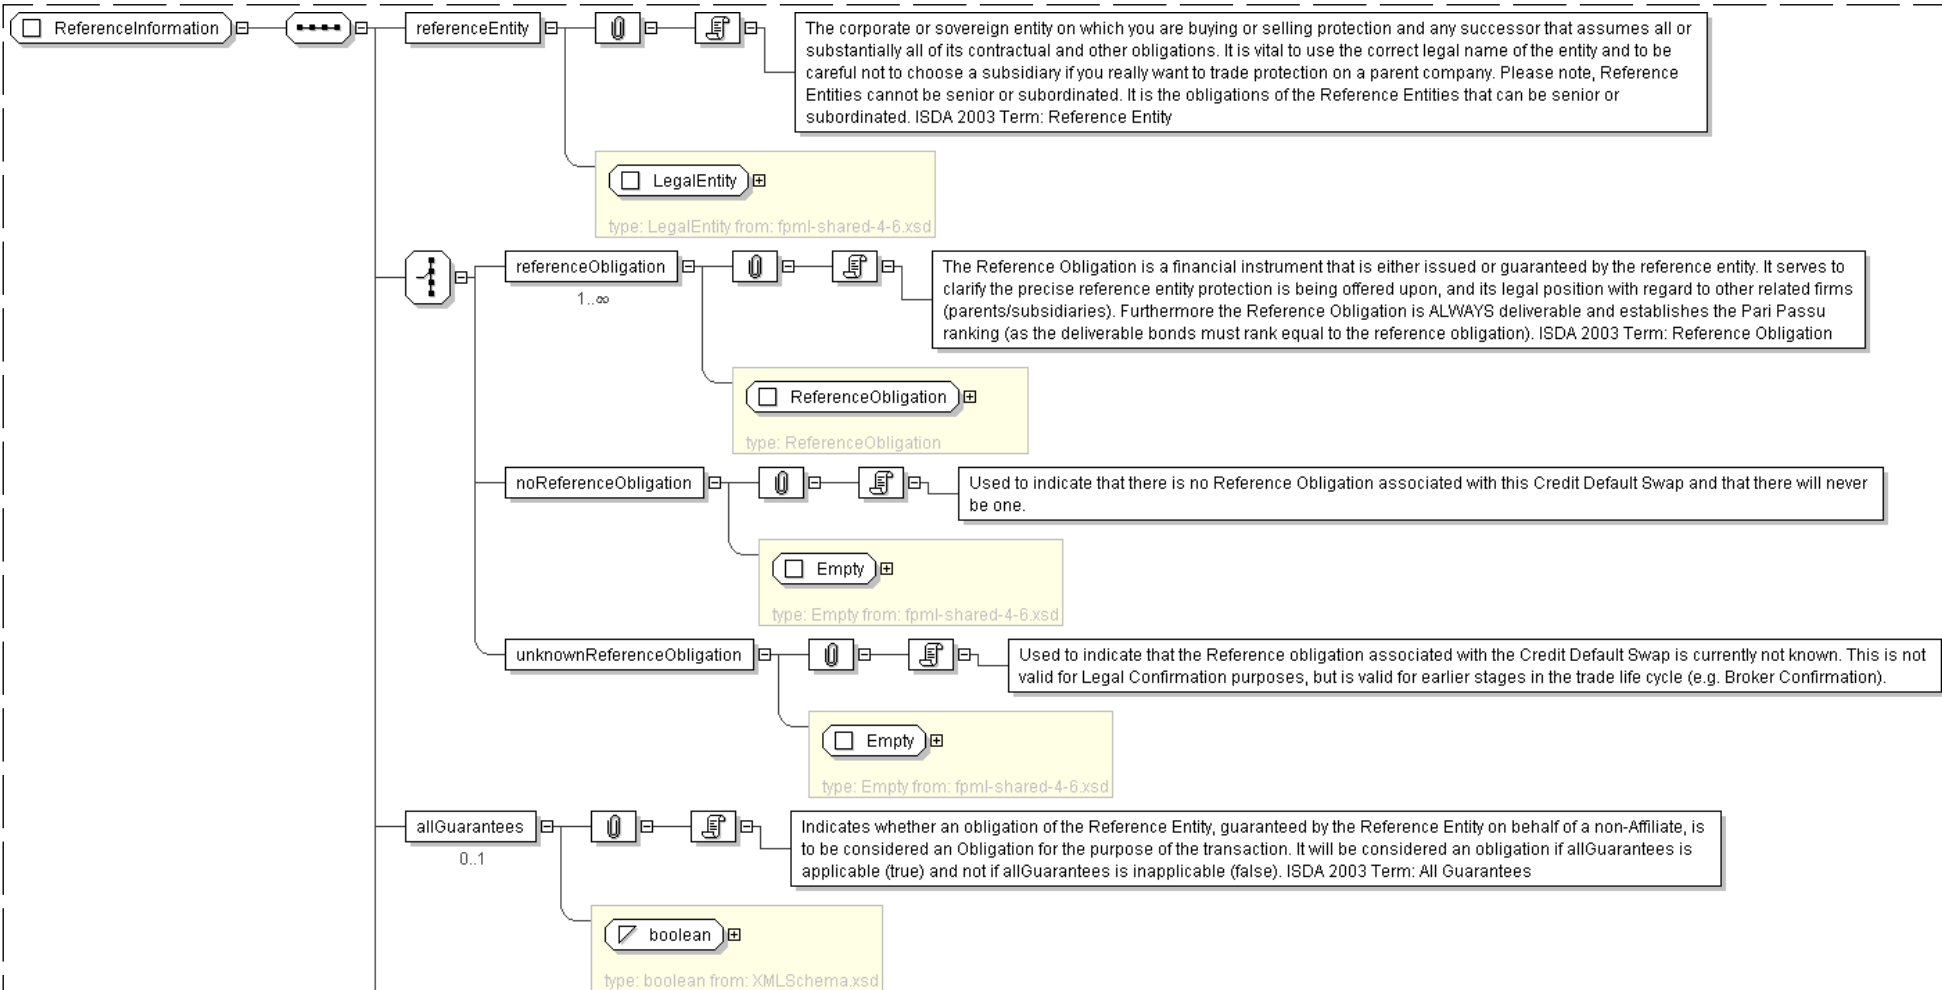 ReferenceInformation
referenceEntity
The corporate or sovereign entity on which you are buying or selling protection and any successor that assumes all or
substantially all of its contractual and other obligations. It is vital to use the correct legal name of the entity and to be
careful not to choose a subsidiary if you really want to trade protection on a parent company. Please note, Reference
Entities cannot be senior or subordinated. It is the obligations of the Reference Entities that can be senior or
subordinated. ISDA 2003 Term: Reference Entity
LegalEntity
type: LegalEntity from: fpml-shared-4-6.xsd
referenceObligation
1..∞
The Reference Obligation is a financial instrument that is either issued or guaranteed by the reference entity. It serves to
clarify the precise reference entity protection is being offered upon, and its legal position with regard to other related firms
(parents/subsidiaries). Furthermore the Reference Obligation is ALWAYS deliverable and establishes the Pari Passu
ranking (as the deliverable bonds must rank equal to the reference obligation). ISDA 2003 Term: Reference Obligation
ReferenceObligation
type: ReferenceObligation
noReferenceObligation
Used to indicate that there is no Reference Obligation associated with this Credit Default Swap and that there will never
be one.
Empty
type: Empty from: fpml-shared-4-6.xsd
unknownReferenceObligation
Used to indicate that the Reference obligation associated with the Credit Default Swap is currently not known. This is not
valid for Legal Confirmation purposes, but is valid for earlier stages in the trade life cycle (e.g. Broker Confirmation).
Empty
type: Empty from: fpml-shared-4-6.xsd
allGuarantees
0..1
Indicates whether an obligation of the Reference Entity, guaranteed by the Reference Entity on behalf of a non-Affiliate, is
to be considered an Obligation for the purpose of the transaction. It will be considered an obligation if allGuarantees is
applicable (true) and not if allGuarantees is inapplicable (false). ISDA 2003 Term: All Guarantees
boolean
type: boolean from: XMLSchema.xsd